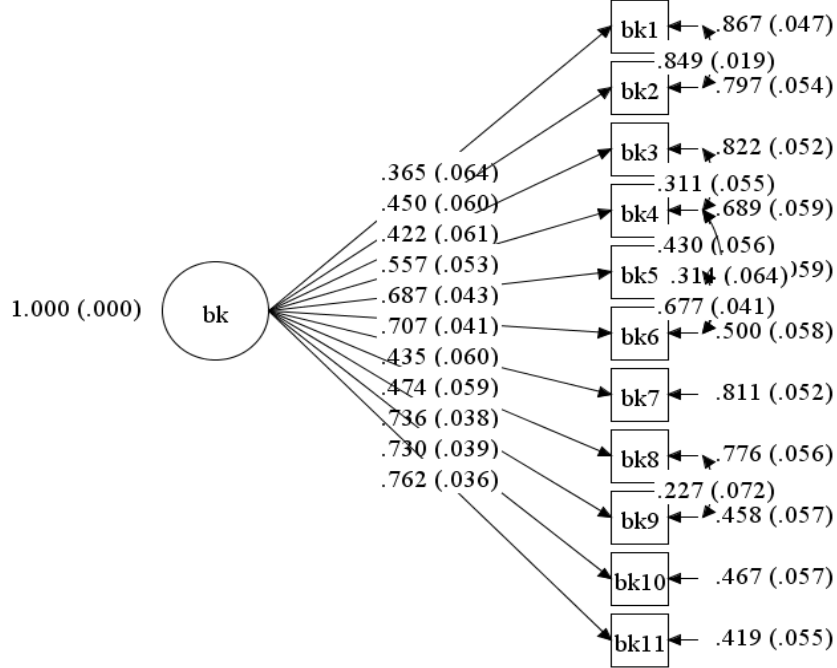 bk1
.867 (.047)
.849 (.019)
bk2
.797 (.054)
bk3
.822 (.052)
.365 (.064)
.311 (.055)
.450 (.060)
bk4
.689 (.059)
.422 (.061)
.430 (.056)
.557 (.053)
bk5
.314 (.064)
59)
.687 (.043)
1.000 (.000)
bk
.677 (.041)
.707 (.041)
bk6
.500 (.058)
.435 (.060)
.474 (.059)
bk7
.811 (.052)
.736 (.038)
.730 (.039)
bk8
.776 (.056)
.762 (.036)
.227 (.072)
bk9
.458 (.057)
bk10
.467 (.057)
bk11
.419 (.055)